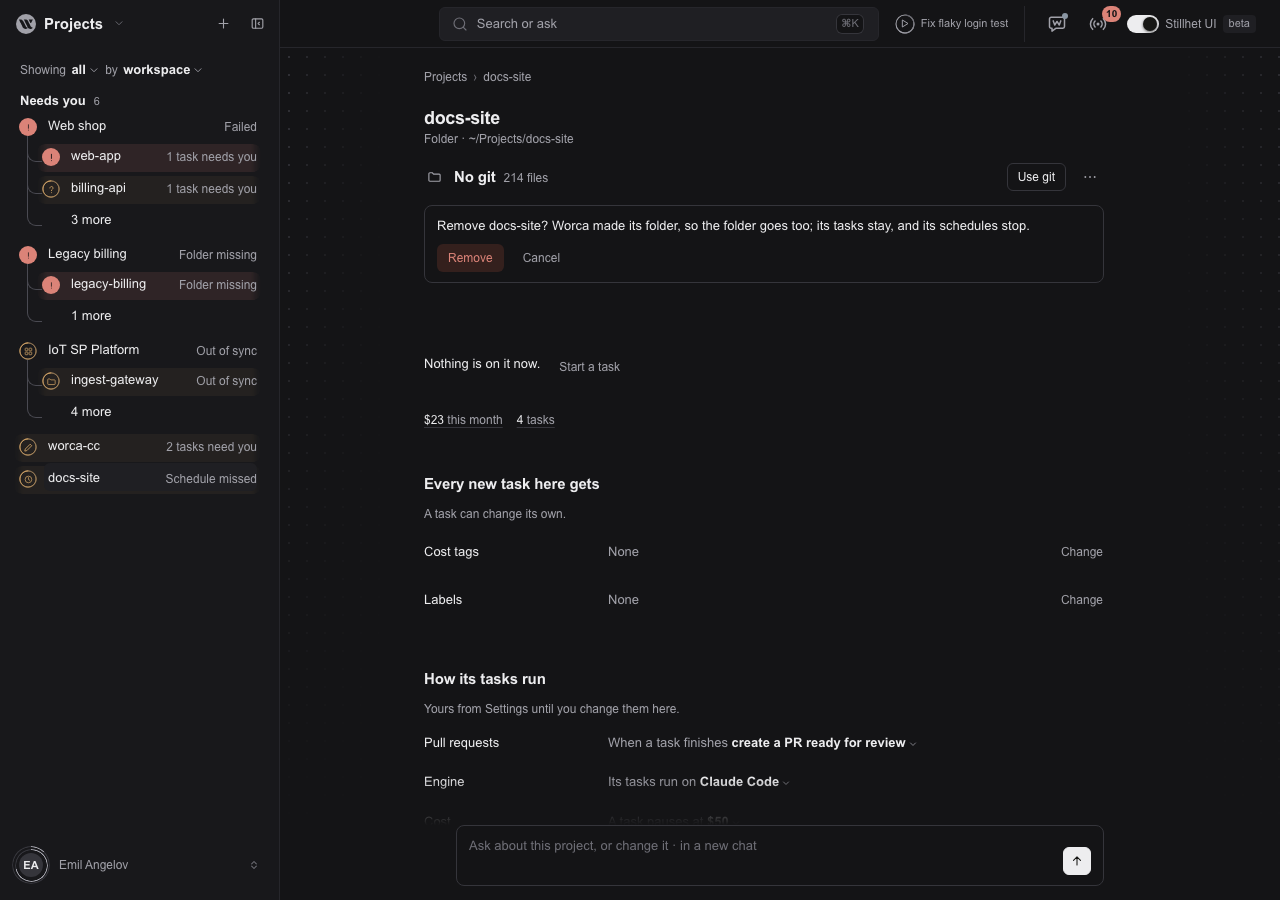 Projects
Showing all by workspace
Needs you 6
Web shop Failed
web-app 1 task needs you
billing-api 1 task needs you
3 more
Legacy billing Folder missing
legacy-billing Folder missing
1 more
IoT SP Platform Out of sync
ingest-gateway Out of sync
4 more
worca-cc 2 tasks need you
docs-site Schedule missed
EA Emil Angelov
Search or ask ⌘K
Fix flaky login test
10
Stillhet UI beta
Projects › docs-site
docs-site
Folder · ~/Projects/docs-site
No git 214 files
Use git
Remove docs-site? Worca made its folder, so the folder goes too; its tasks stay, and its schedules stop.
Remove Cancel
Nothing is on it now. Start a task
$23 this month 4 tasks
Every new task here gets
A task can change its own.
Cost tags None Change
Labels None Change
How its tasks run
Yours from Settings until you change them here.
Pull requests When a task finishes create a PR ready for review
Engine Its tasks run on Claude Code
Cost A task pauses at $50
Ask about this project, or change it · in a new chat